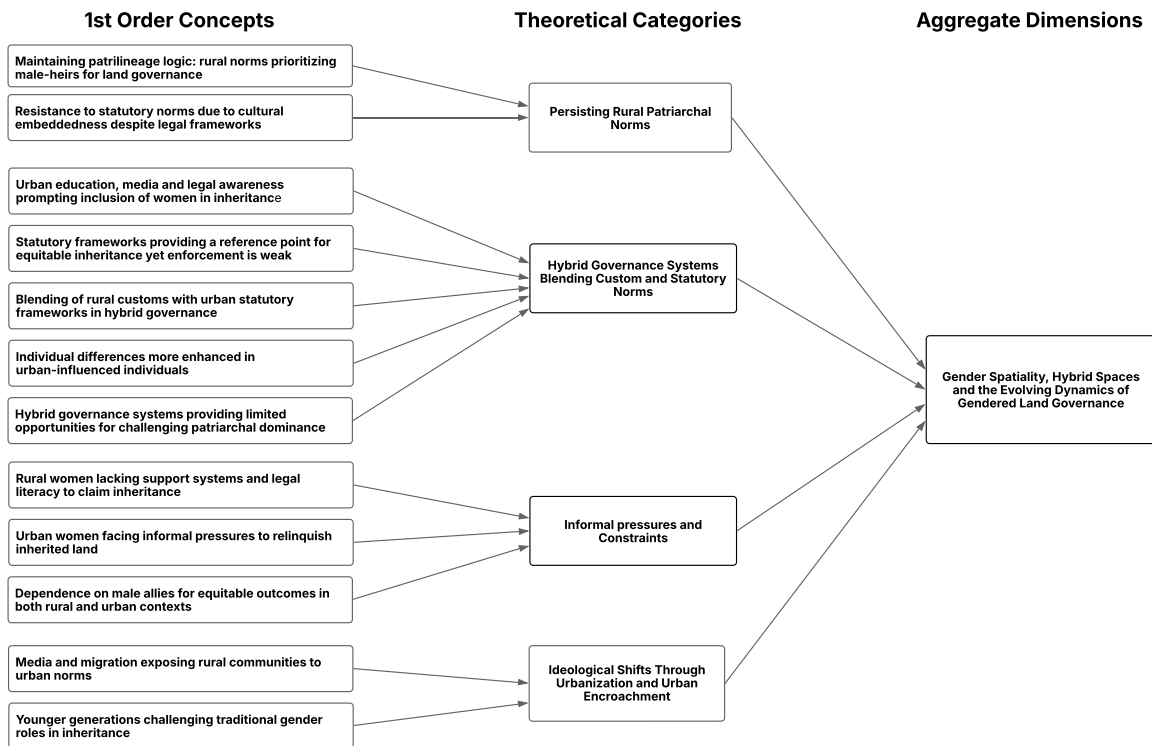 1st Order Concepts
Theoretical Categories
Aggregate Dimensions
Maintaining patrilineage logic: rural norms prioritizing
male-heirs for land governance
Resistance to statutory norms due to cultural
embeddedness despite legal frameworks
Urban education, media and legal awareness
prompting inclusion of women in inheritance
Statutory frameworks providing a reference point for
equitable inheritance yet enforcement is weak
Blending of rural customs with urban statutory
frameworks in hybrid governance
Individual differences more enhanced in
urban-influenced individuals
Hybrid governance systems providing limited
opportunities for challenging patriarchal dominance
Rural women lacking support systems and legal
literacy to claim inheritance
Urban women facing informal pressures to relinquish
inherited land
Dependence on male allies for equitable outcomes in
both rural and urban contexts
Media and migration exposing rural communities to
urban norms
Younger generations challenging traditional gender
roles in inheritance
Persisting Rural Patriarchal
Norms
Hybrid Governance Systems
Blending Custom and Statutory
Norms
Informal pressures and
Constraints
Ideological Shifts Through
Urbanization and Urban
Encroachment
Gender Spatiality, Hybrid Spaces
and the Evolving Dynamics of
Gendered Land Governance